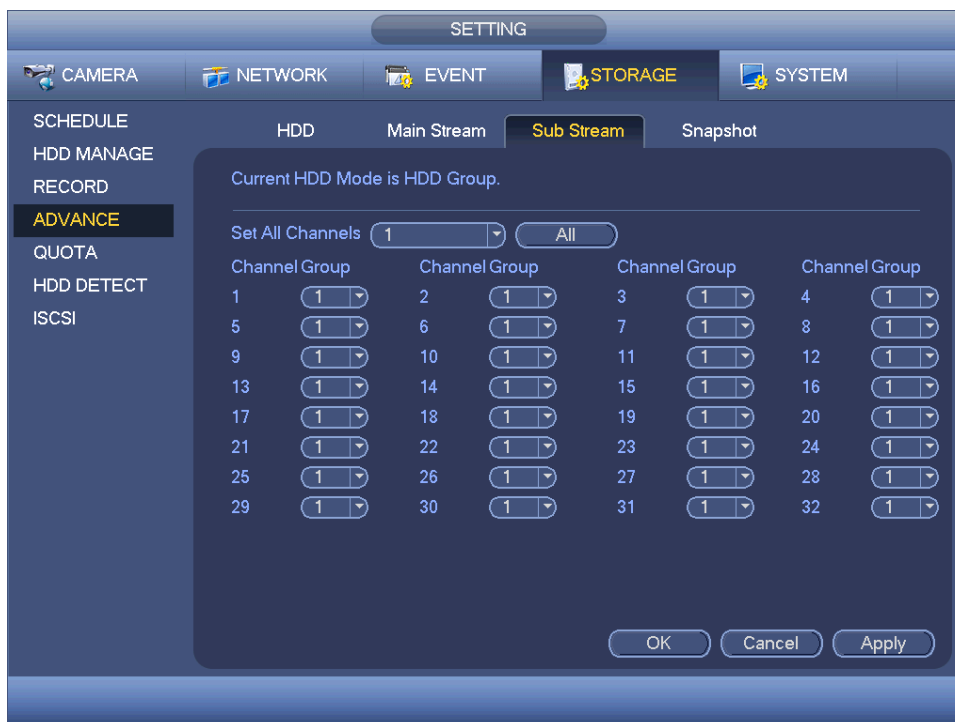 SETTING
CAMERA NETWORK EVENT STORAGE SYSTEM
SCHEDULE
HDD MANAGE
RECORD
ADVANCE
QUOTA
HDD DETECT
ISCSI
HDD Main Stream Sub Stream Snapshot
Current HDD Mode is HDD Group.
Set All Channels 1 All
Channel Group Channel Group Channel Group Channel Group
1 1 2 1 3 1 4 1
5 1 6 1 7 1 8 1
9 1 10 1 11 1 12 1
13 1 14 1 15 1 16 1
17 1 18 1 19 1 20 1
21 1 22 1 23 1 24 1
25 1 26 1 27 1 28 1
29 1 30 1 31 1 32 1
OK Cancel Apply